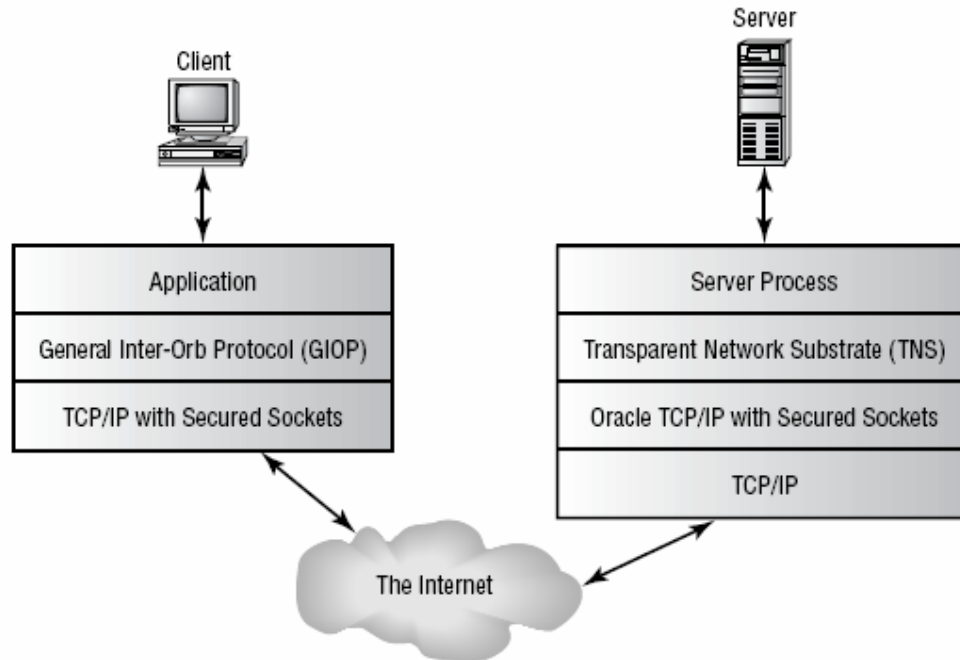 Client
Server
Application
General Inter-Orb Protocol (GIOP)
TCP/IP with Secured Sockets
Server Process
Transparent Network Substrate (TNS)
Oracle TCP/IP with Secured Sockets
TCP/IP
The Internet